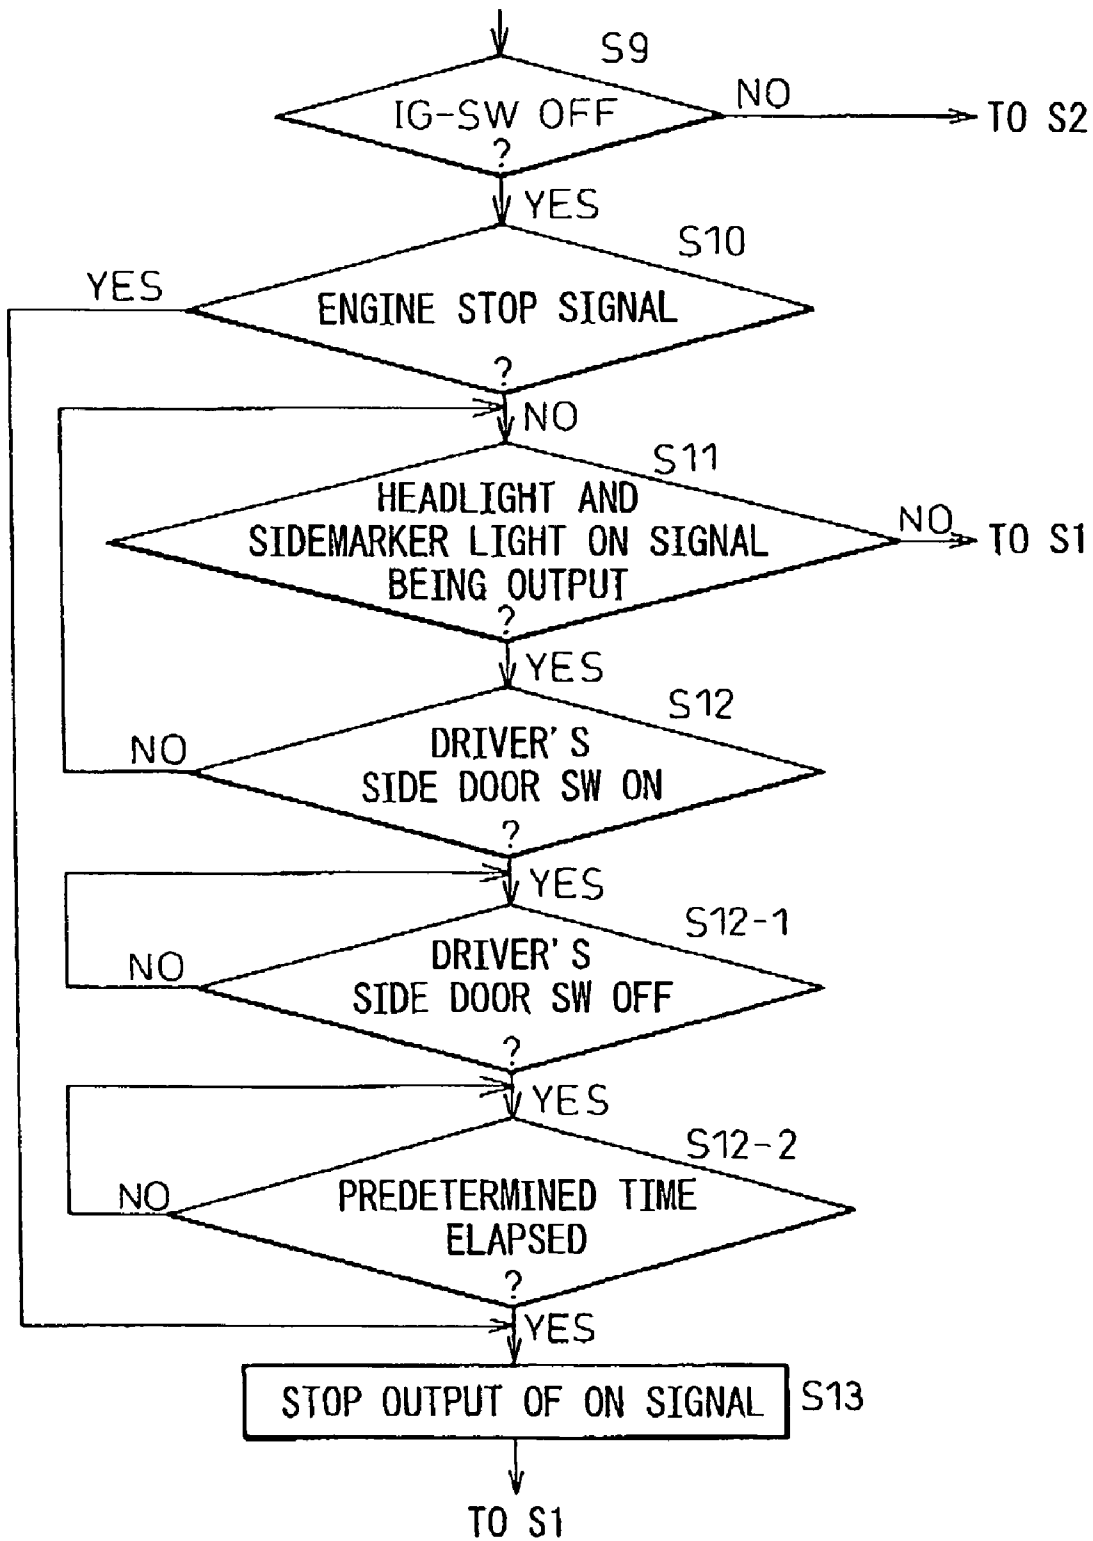 S9
IG-SW OFF
?
NO
TO S2
YES
S10
ENGINE STOP SIGNAL
?
YES
NO
S11
HEADLIGHT AND
SIDEMARKER LIGHT ON SIGNAL
BEING OUTPUT
?
NO
TO S1
YES
S12
DRIVER'S
SIDE DOOR SW ON
?
NO
YES
S12-1
DRIVER'S
SIDE DOOR SW OFF
?
NO
YES
S12-2
PREDETERMINED TIME
ELAPSED
?
NO
YES
STOP OUTPUT OF ON SIGNAL
S13
TO S1